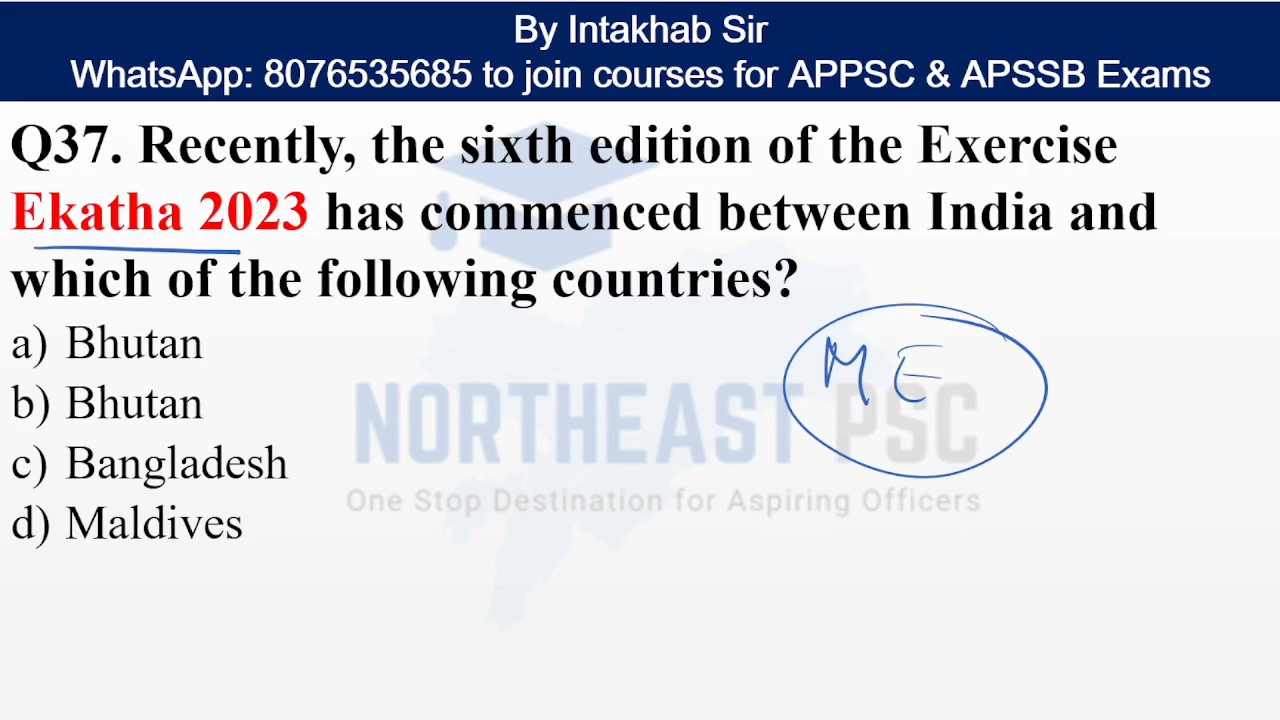 By Intakhab Sir
WhatsApp: 8076535685 to join courses for APPSC & APSSB Exams
Q37. Recently, the sixth edition of the Exercise
Ekatha 2023 has commenced between India and
which of the following countries?
a) Bhutan
b) Bhutan
c) Bangladesh
d) Maldives
M E
NORTHEAST PSC
One Stop Destination for Aspiring Officers